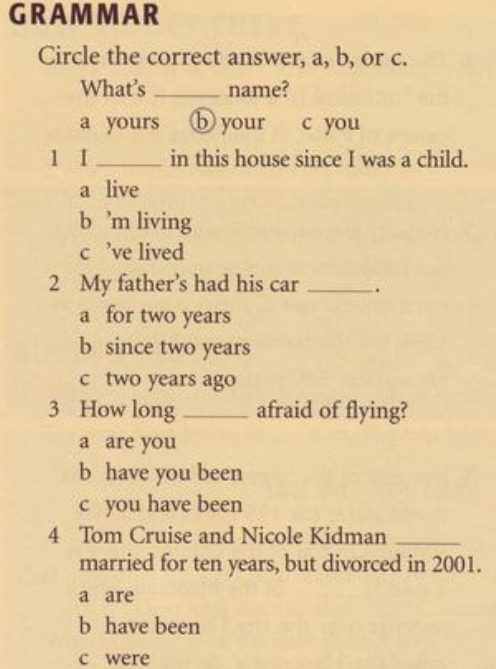 GRAMMAR
Circle the correct answer, a, b, or c.
What's ______ name?
a yours b your c you
1 I ______ in this house since I was a child.
a live
b 'm living
c 've lived
2 My father's had his car ______.
a for two years
b since two years
c two years ago
3 How long ______ afraid of flying?
a are you
b have you been
c you have been
4 Tom Cruise and Nicole Kidman ______
married for ten years, but divorced in 2001.
a are
b have been
c were